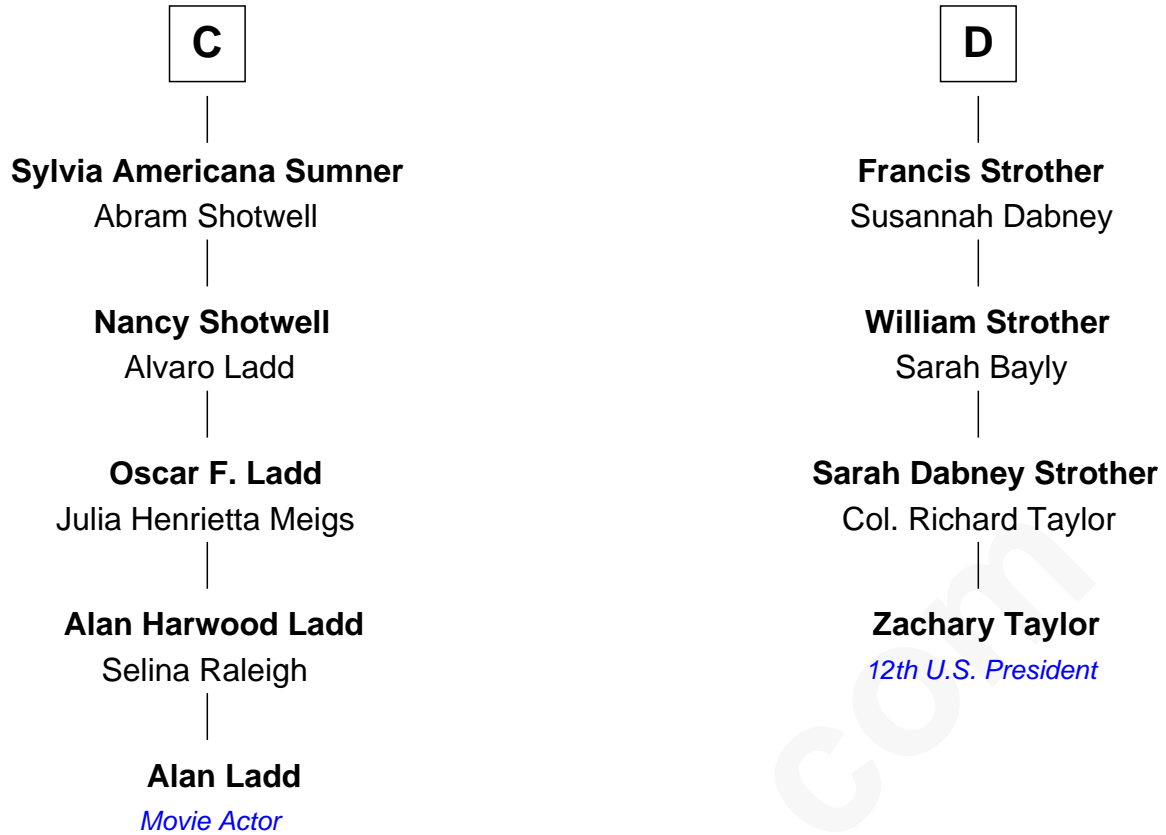 C
Sylvia Americana Sumner
Abram Shotwell
Nancy Shotwell
Alvaro Ladd
Oscar F. Ladd
Julia Henrietta Meigs
Alan Harwood Ladd
Selina Raleigh
Alan Ladd
Movie Actor
D
Francis Strother
Susannah Dabney
William Strother
Sarah Bayly
Sarah Dabney Strother
Col. Richard Taylor
Zachary Taylor
12th U.S. President
com